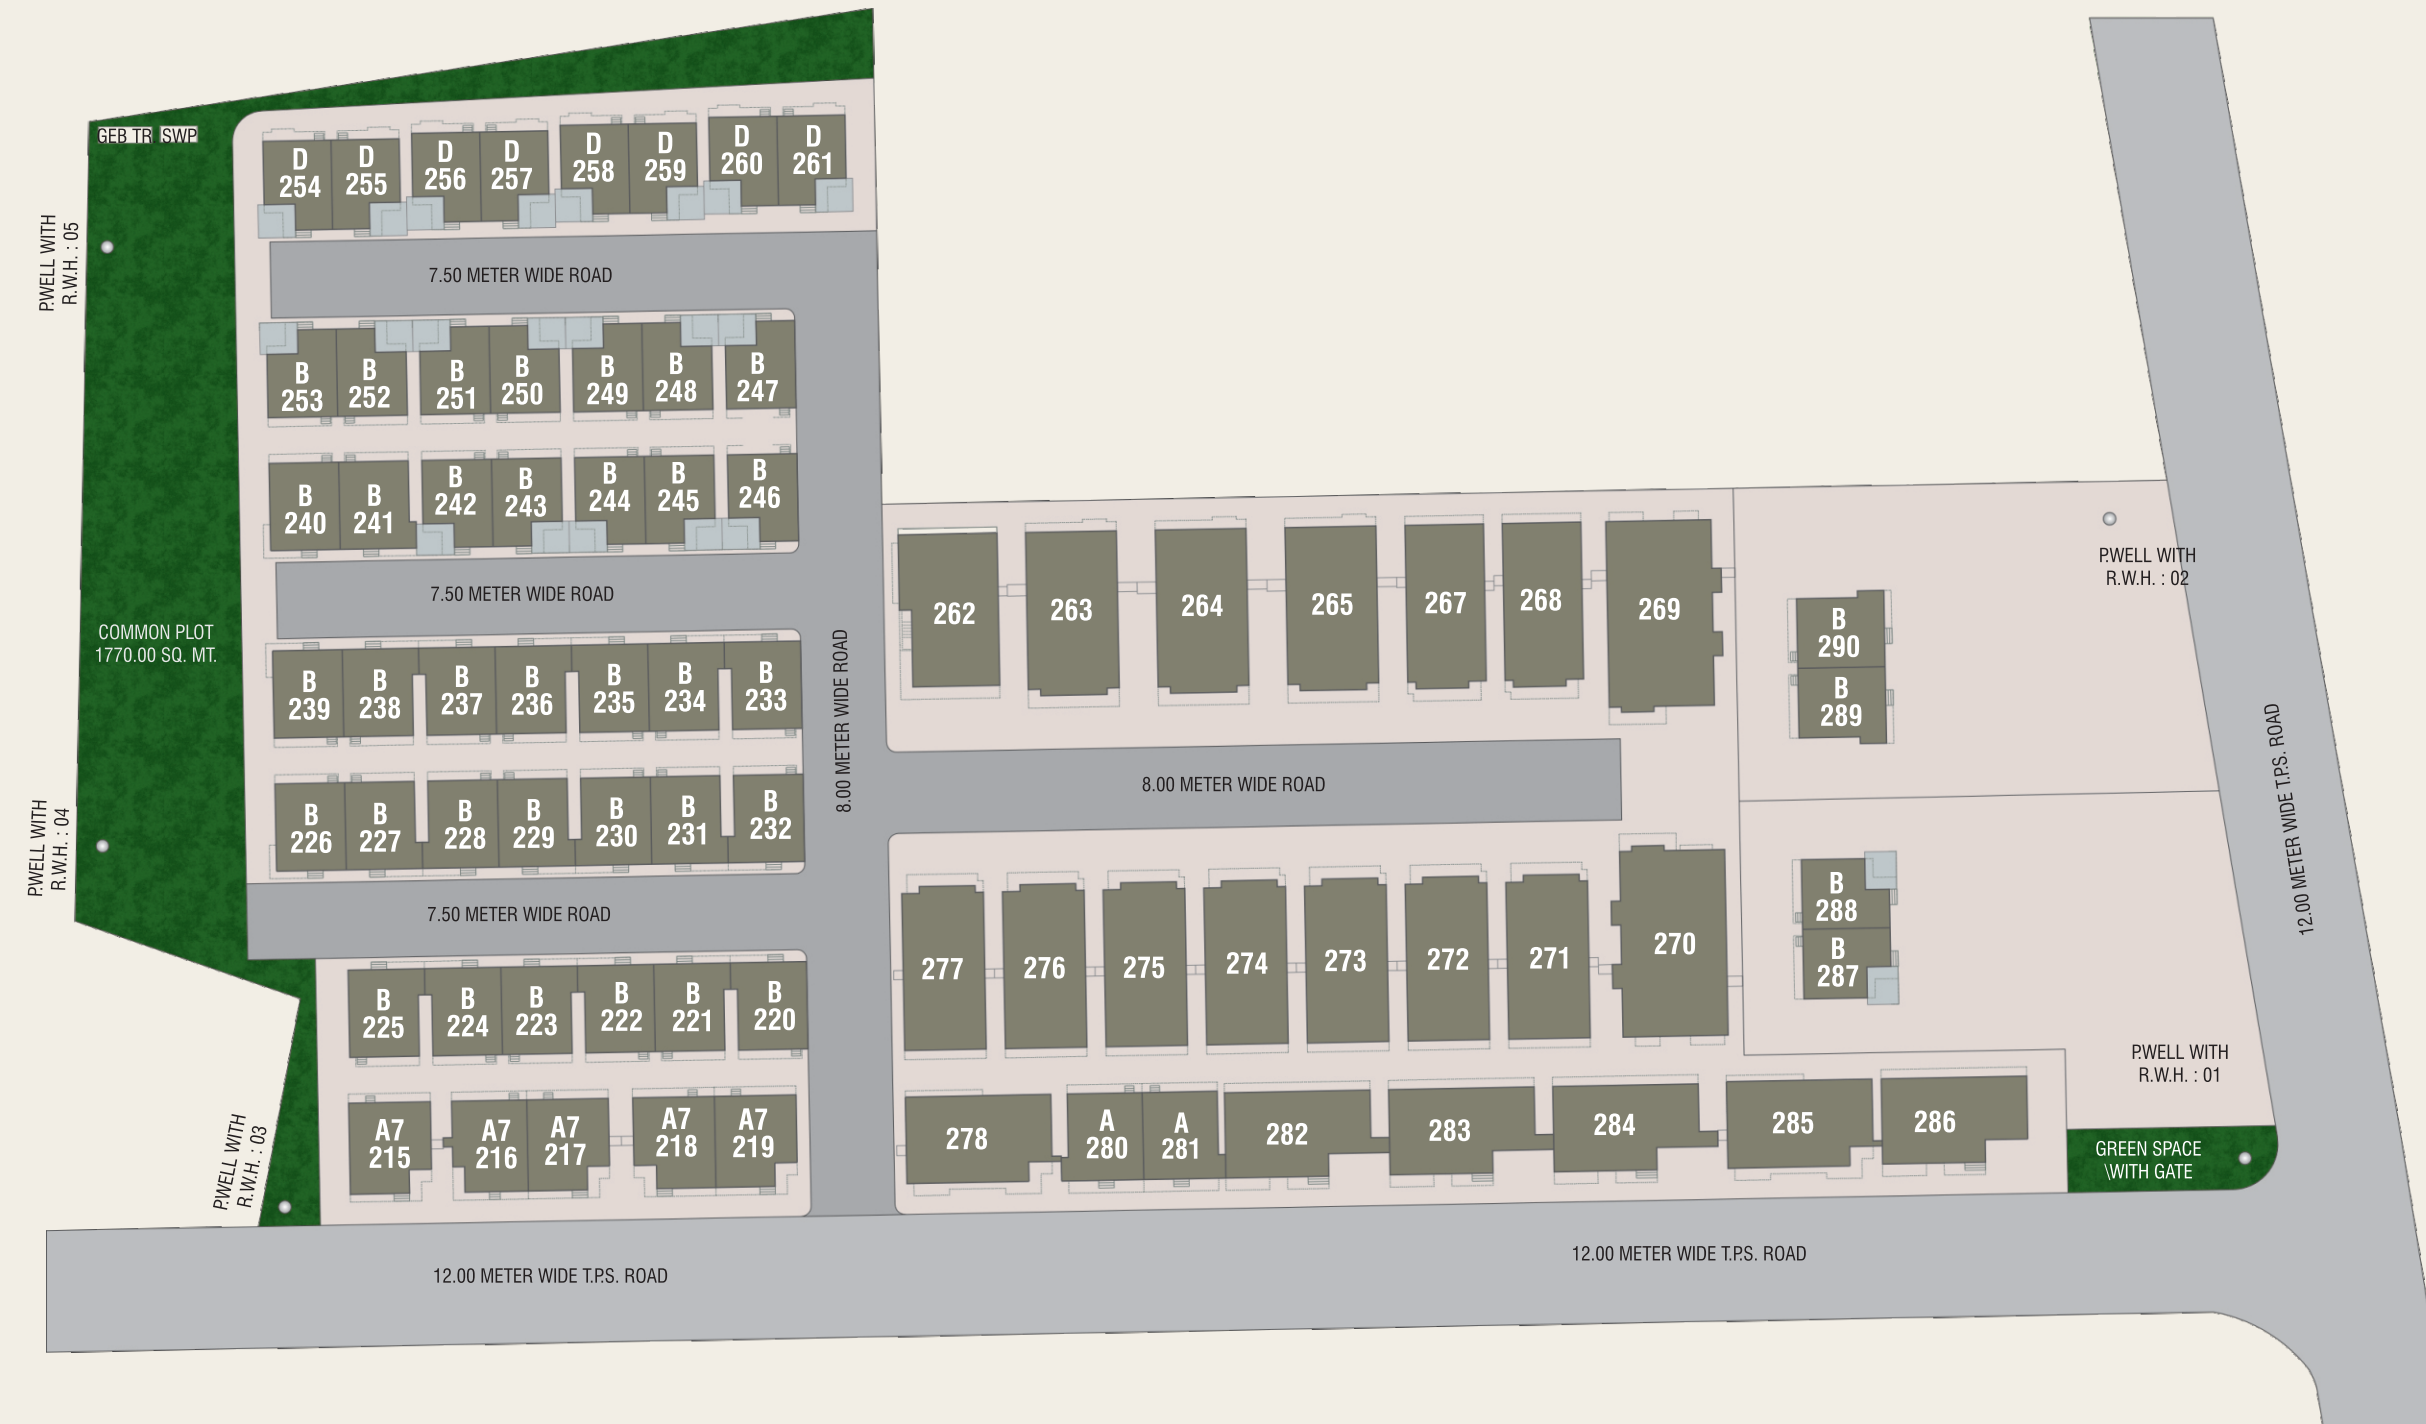 GEB TR SWP
D
254
D
255
D
256
D
257
D
258
D
259
D
260
D
261
P.WELL WITH
R.W.H. : 05
7.50 METER WIDE ROAD
B
253
B
252
B
251
B
250
B
249
B
248
B
247
B
240
B
241
B
242
B
243
B
244
B
245
B
246
7.50 METER WIDE ROAD
COMMON PLOT
1770.00 SQ. MT.
B
239
B
238
B
237
B
236
B
235
B
234
B
233
B
226
B
227
B
228
B
229
B
230
B
231
B
232
P.WELL WITH
R.W.H. : 04
7.50 METER WIDE ROAD
8.00 METER WIDE ROAD
B
225
B
224
B
223
B
222
B
221
B
220
A7
215
A7
216
A7
217
A7
218
A7
219
P.WELL WITH
R.W.H. : 03
262
263
264
265
267
268
269
8.00 METER WIDE ROAD
277
276
275
274
273
272
271
270
278
A
280
A
281
282
283
284
285
286
P.WELL WITH
R.W.H. : 02
B
290
B
289
B
288
B
287
12.00 METER WIDE T.P.S. ROAD
P.WELL WITH
R.W.H. : 01
GREEN SPACE
\WITH GATE
12.00 METER WIDE T.P.S. ROAD
12.00 METER WIDE T.P.S. ROAD